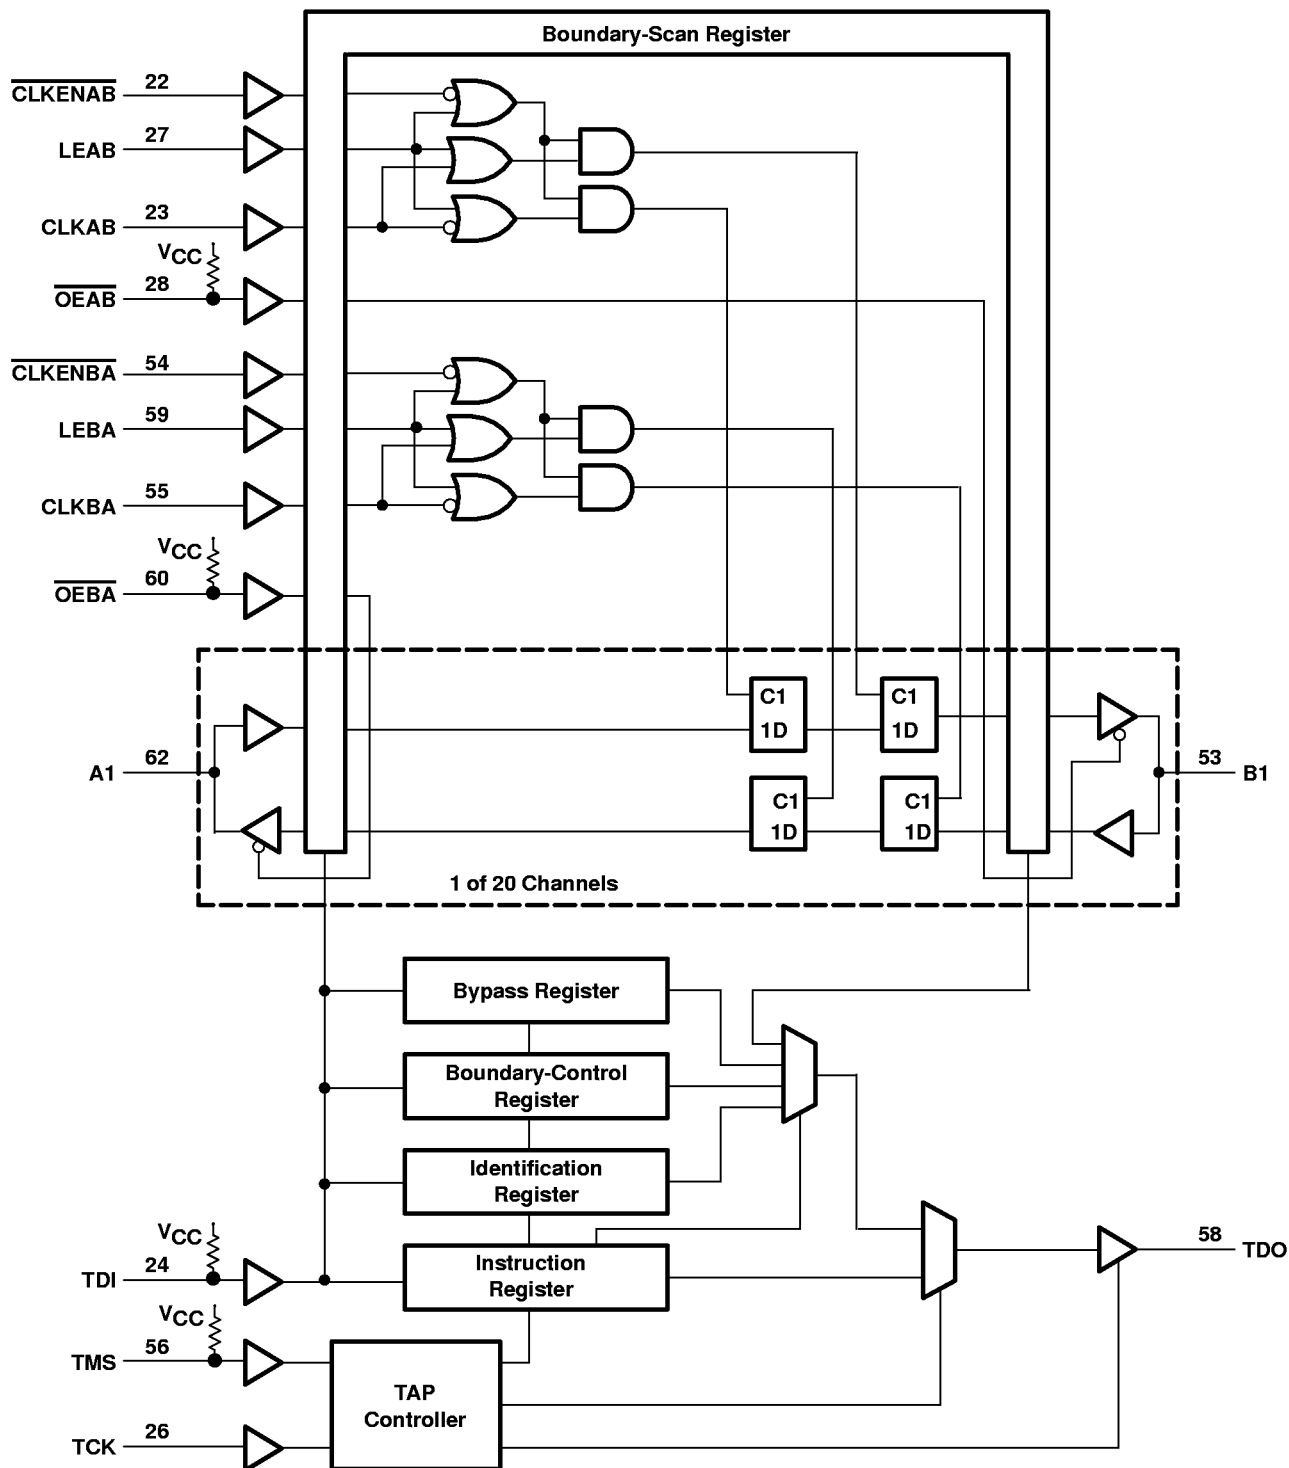 Boundary-Scan Register
CLKENAB 22
LEAB 27
CLKAB 23
VCC
OEAB 28
CLKENBA 54
LEBA 59
CLKBA 55
VCC
OEBA 60
C1 C1
1D 1D
A1 62
53 B1
C1 C1
1D 1D
1 of 20 Channels
Bypass Register
Boundary-Control
Register
Identification
Register
VCC
TDI 24
Instruction
Register
58 TDO
VCC
TMS 56
TAP
Controller
TCK 26